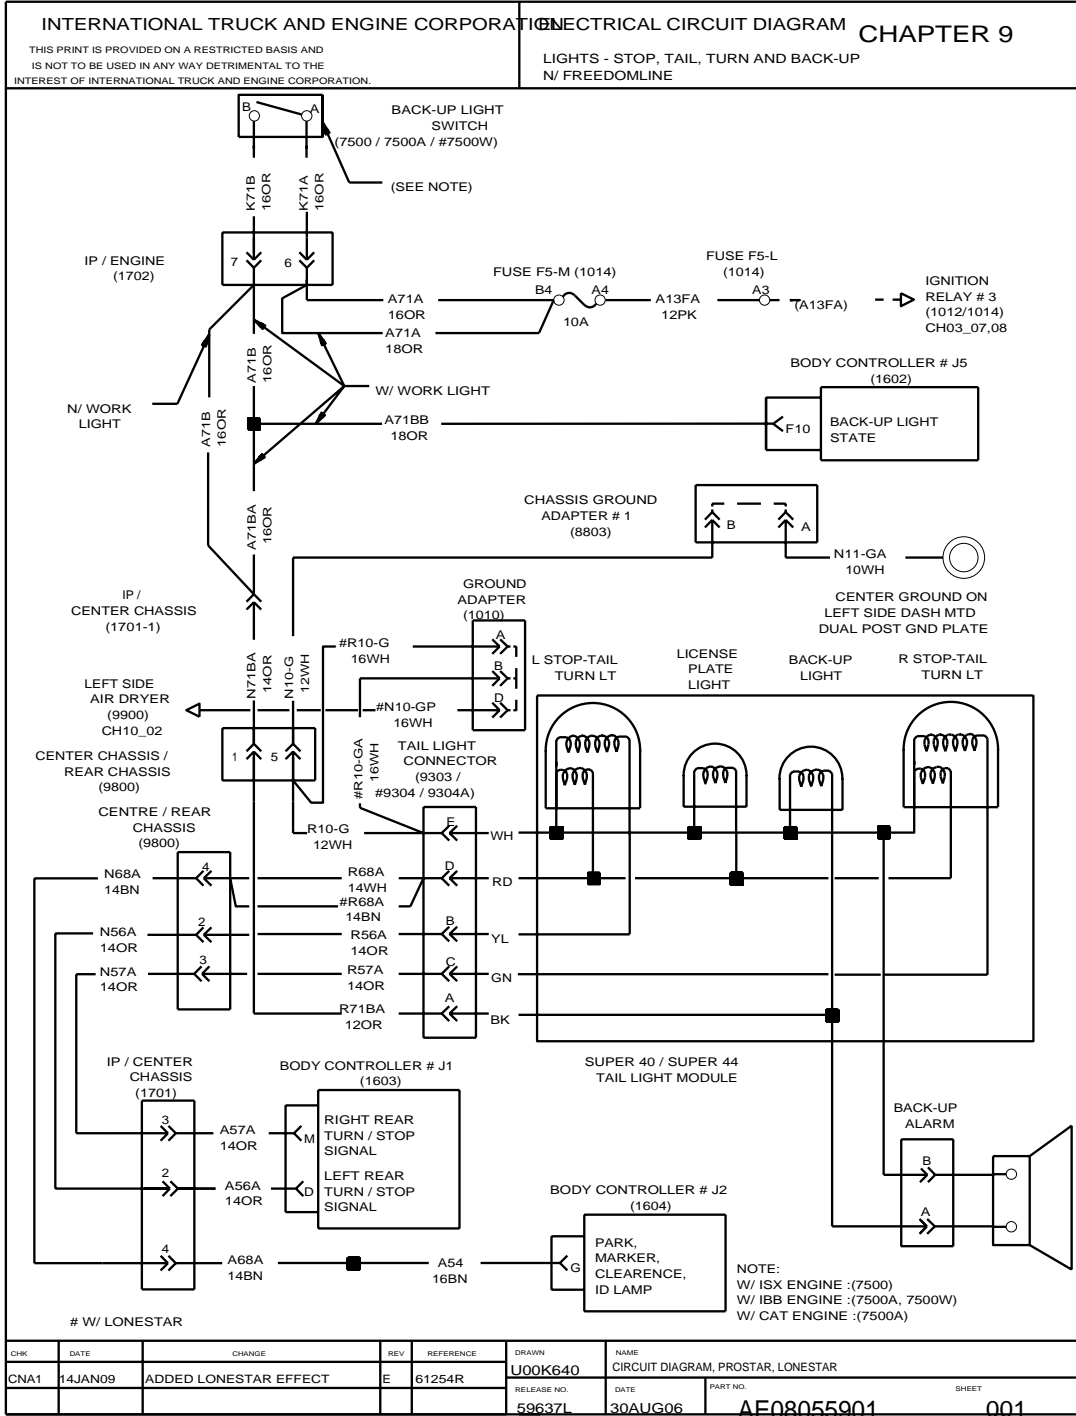 INTERNATIONAL TRUCK AND ENGINE CORPORATION
ELECTRICAL CIRCUIT DIAGRAM
CHAPTER 9
THIS PRINT IS PROVIDED ON A RESTRICTED BASIS AND
IS NOT TO BE USED IN ANY WAY DETRIMENTAL TO THE
INTEREST OF INTERNATIONAL TRUCK AND ENGINE CORPORATION.
LIGHTS - STOP, TAIL, TURN AND BACK-UP
N/ FREEDOMLINE
B
A
BACK-UP LIGHT
SWITCH
(7500 / 7500A / #7500W)
(SEE NOTE)
K71B
16OR
K71A
16OR
IP / ENGINE
(1702)
7
6
FUSE F5-M (1014)
B4
A4
10A
FUSE F5-L
(1014)
A3
A71A
16OR
A71A
18OR
A13FA
12PK
(A13FA)
IGNITION
RELAY # 3
(1012/1014)
CH03_07,08
A71B
16OR
N/ WORK
LIGHT
A71B
16OR
W/ WORK LIGHT
A71BB
18OR
BODY CONTROLLER # J5
(1602)
F10
BACK-UP LIGHT
STATE
A71BA
16OR
CHASSIS GROUND
ADAPTER # 1
(8803)
B
A
N11-GA
10WH
CENTER GROUND ON
LEFT SIDE DASH MTD
DUAL POST GND PLATE
IP /
CENTER CHASSIS
(1701-1)
GROUND
ADAPTER
(1010)
A
B
D
N71BA
14OR
N10-G
12WH
#R10-G
16WH
#N10-GP
16WH
#R10-GA
16WH
LEFT SIDE
AIR DRYER
(9900)
CH10_02
L STOP-TAIL
TURN LT
LICENSE
PLATE
LIGHT
BACK-UP
LIGHT
R STOP-TAIL
TURN LT
CENTER CHASSIS /
REAR CHASSIS
(9800)
1
5
TAIL LIGHT
CONNECTOR
(9303 /
#9304 / 9304A)
CENTRE / REAR
CHASSIS
(9800)
R10-G
12WH
E
WH
N68A
14BN
4
R68A
14WH
#R68A
14BN
D
RD
N56A
14OR
2
R56A
14OR
B
YL
N57A
14OR
3
R57A
14OR
C
GN
R71BA
12OR
A
BK
SUPER 40 / SUPER 44
TAIL LIGHT MODULE
IP / CENTER
CHASSIS
(1701)
BODY CONTROLLER # J1
(1603)
3
A57A
14OR
M
RIGHT REAR
TURN / STOP
SIGNAL
2
A56A
14OR
D
LEFT REAR
TURN / STOP
SIGNAL
BACK-UP
ALARM
B
A
BODY CONTROLLER # J2
(1604)
4
A68A
14BN
A54
16BN
G
PARK,
MARKER,
CLEARENCE,
ID LAMP
NOTE:
W/ ISX ENGINE :(7500)
W/ IBB ENGINE :(7500A, 7500W)
W/ CAT ENGINE :(7500A)
# W/ LONESTAR
CHK
DATE
CHANGE
REV
REFERENCE
DRAWN
NAME
CNA1
14JAN09
ADDED LONESTAR EFFECT
E
61254R
U00K640
CIRCUIT DIAGRAM, PROSTAR, LONESTAR
RELEASE NO.
DATE
PART NO.
SHEET
59637L
30AUG06
AE08055901
001